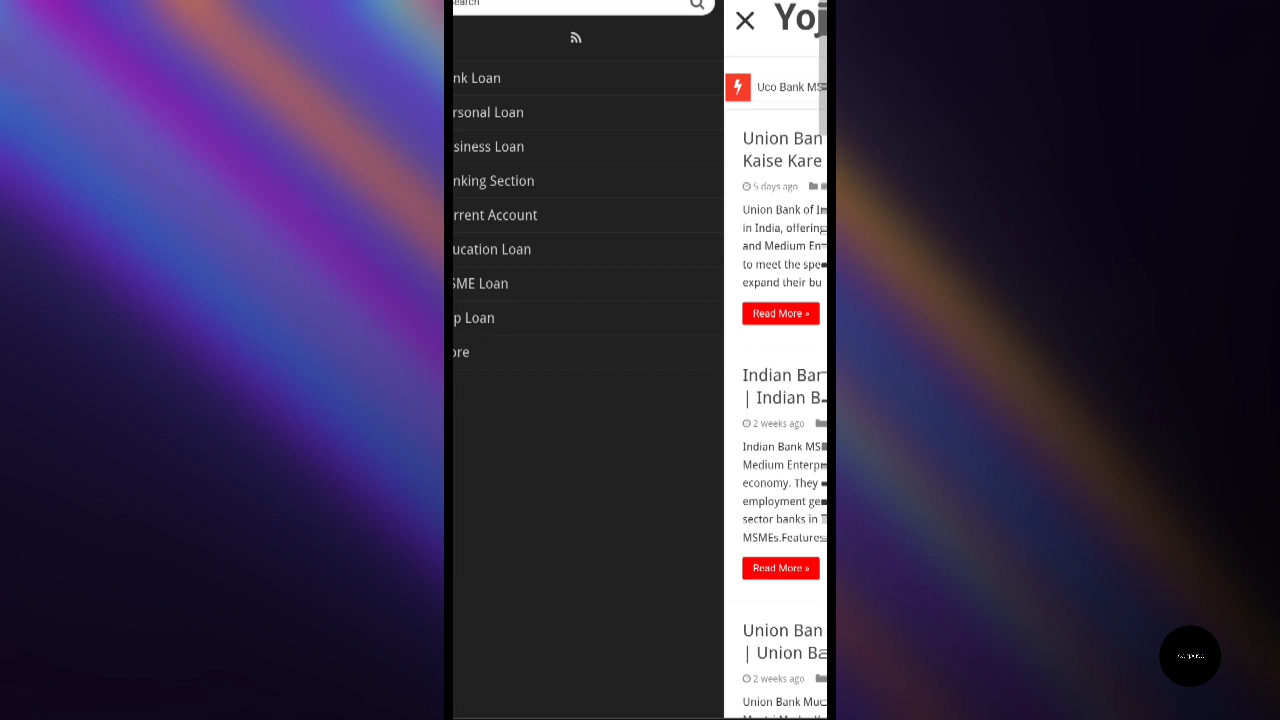 earch
nk Loan
rsonal Loan
siness Loan
nking Section
rrent Account
ucation Loan
SME Loan
p Loan
ore
Yoj
Uco Bank MS
Union Ban
Kaise Kare
5 days ago
Union Bank of I
in India, offering
and Medium En
to meet the spe
expand their bu
Read More »
Indian Ban
| Indian B
2 weeks ago
Indian Bank MS
Medium Enterp
economy. They
employment ge
sector banks in
MSMEs.Features
Read More »
Union Ban
| Union Ba
2 weeks ago
Union Bank Muc